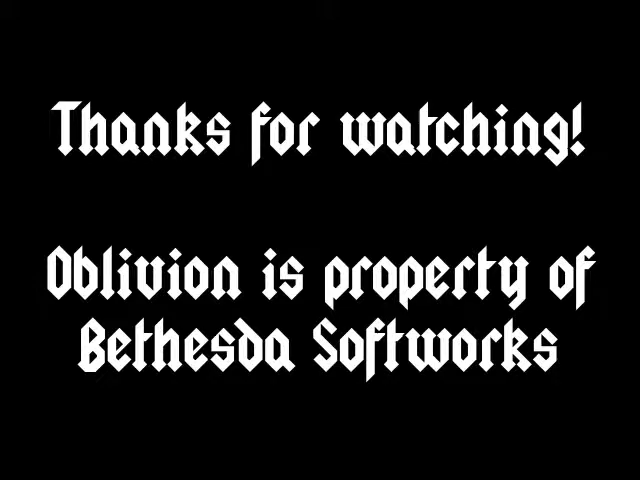 Thanks for watching!
Oblivion is property of
Bethesda Softworks